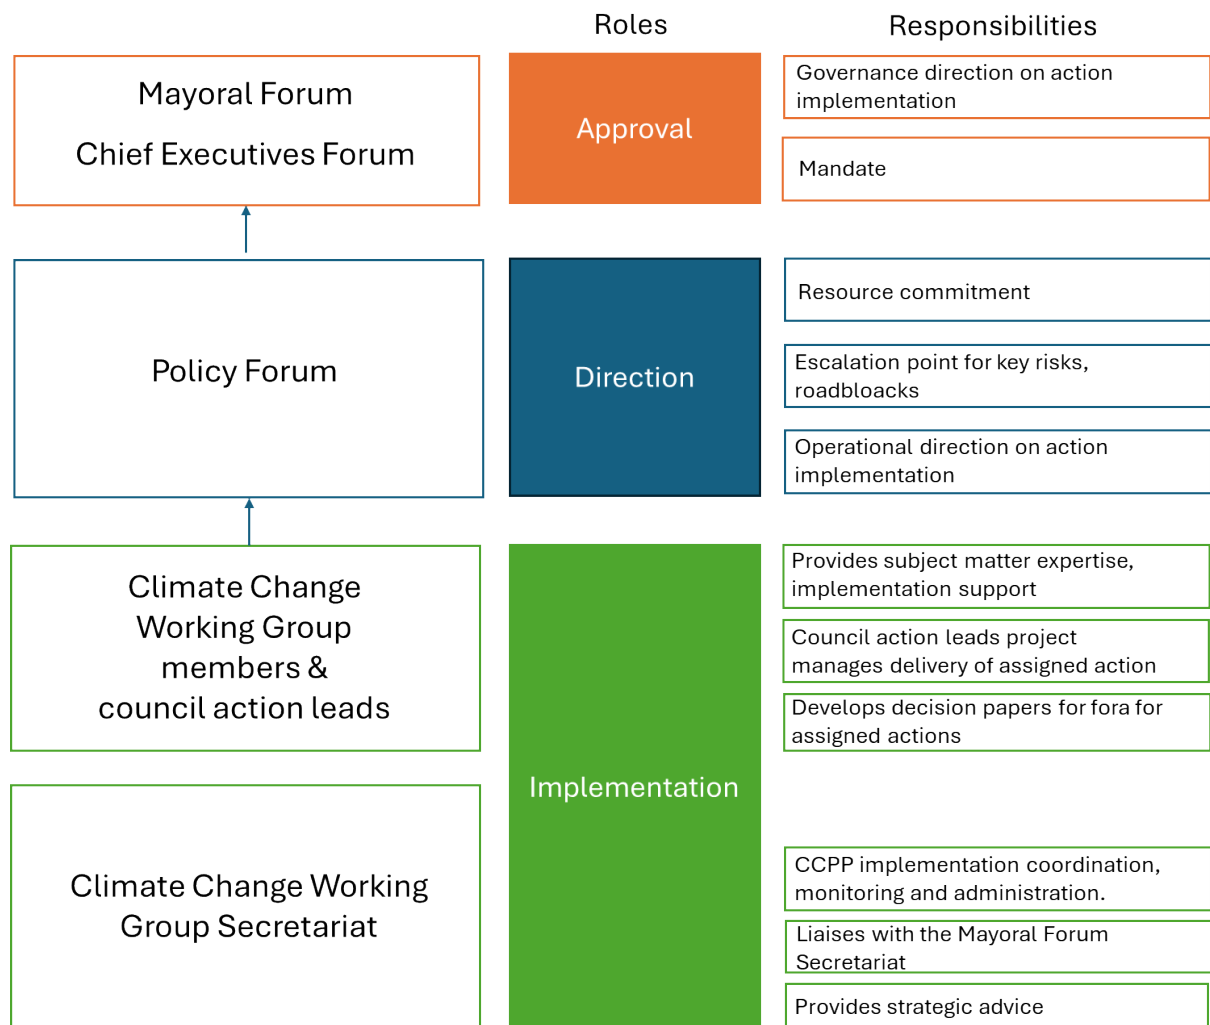 Roles
Responsibilities
Mayoral Forum
Chief Executives Forum
Approval
Governance direction on action
implementation
Mandate
Policy Forum
Direction
Resource commitment
Escalation point for key risks,
roadbloacks
Operational direction on action
implementation
Climate Change
Working Group
members &
council action leads
Implementation
Provides subject matter expertise,
implementation support
Council action leads project
manages delivery of assigned action
Develops decision papers for fora for
assigned actions
Climate Change Working
Group Secretariat
CCPP implementation coordination,
monitoring and administration.
Liaises with the Mayoral Forum
Secretariat
Provides strategic advice